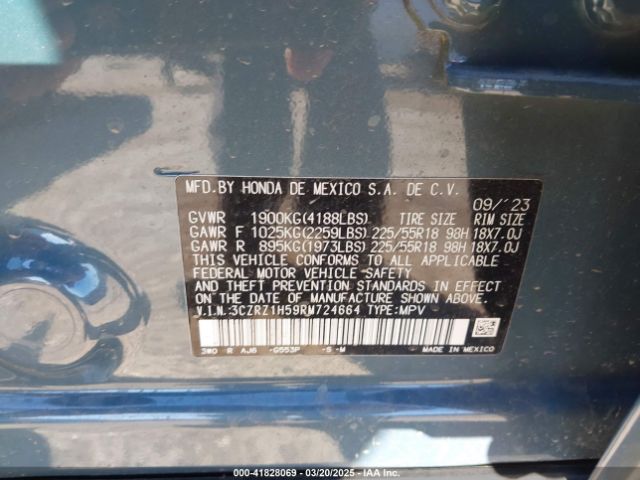 MFD.BY HONDA DE MEXICO S.A. DE C.V.
09/'23
GVWR 1900KG(4188LBS) TIRE SIZE RIM SIZE
GAWR F 1025KG(2259LBS) 225/55R18 98H 18X7.0J
GAWR R 895KG(1973LBS) 225/55R18 98H 18X7.0J
THIS VEHICLE CONFORMS TO ALL APPLICABLE
FEDERAL MOTOR VEHICLE SAFETY
AND THEFT PREVENTION STANDARDS IN EFFECT
ON THE DATE OF MANUFACTURE SHOWN ABOVE.
V.I.N.3CZRZ1H59RM724664 TYPE:MPV
3W0 R AJ6 -G553P -S -M MADE IN MEXICO
000-41828069 — 03/20/2025 — IAA Inc.